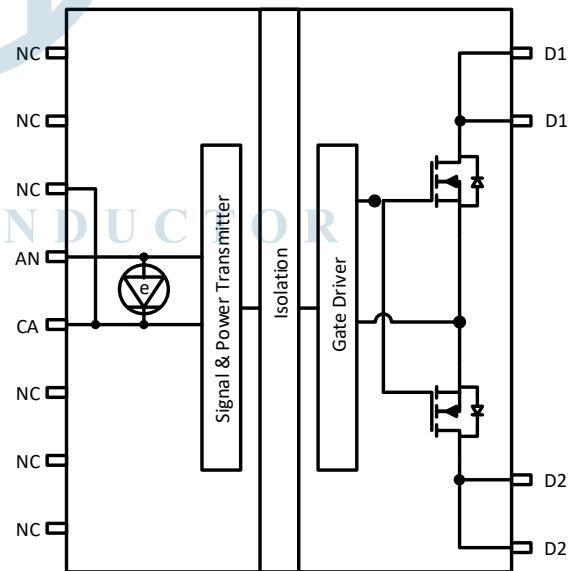 NC
NC
NC
AN
CA
NC
NC
NC
e
Signal & Power Transmitter
Isolation
Gate Driver
D1
D1
D2
D2
NDUCTOR